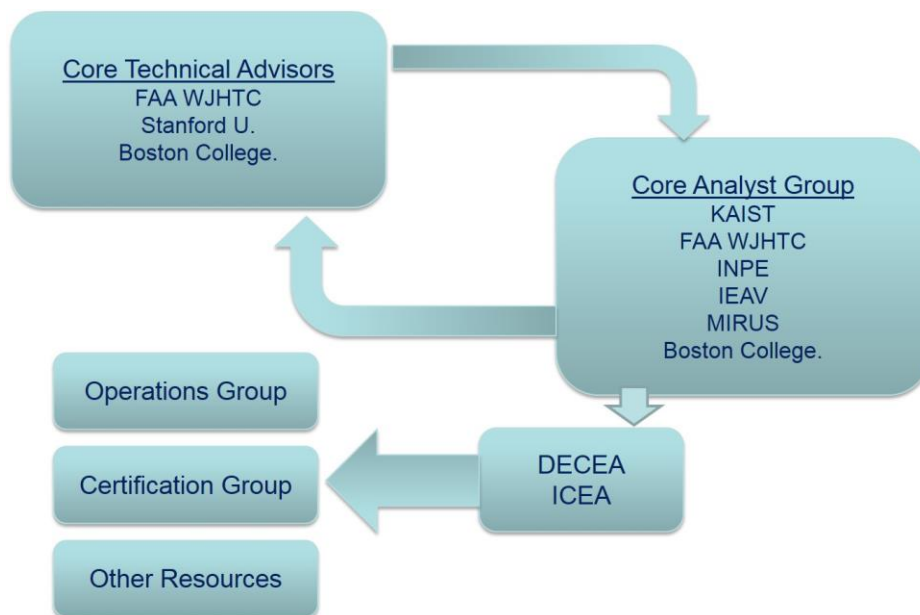 Core Technical Advisors
FAA WJHTC
Stanford U.
Boston College.
Core Analyst Group
KAIST
FAA WJHTC
INPE
IEAV
MIRUS
Boston College.
Operations Group
Certification Group
Other Resources
DECEA
ICEA